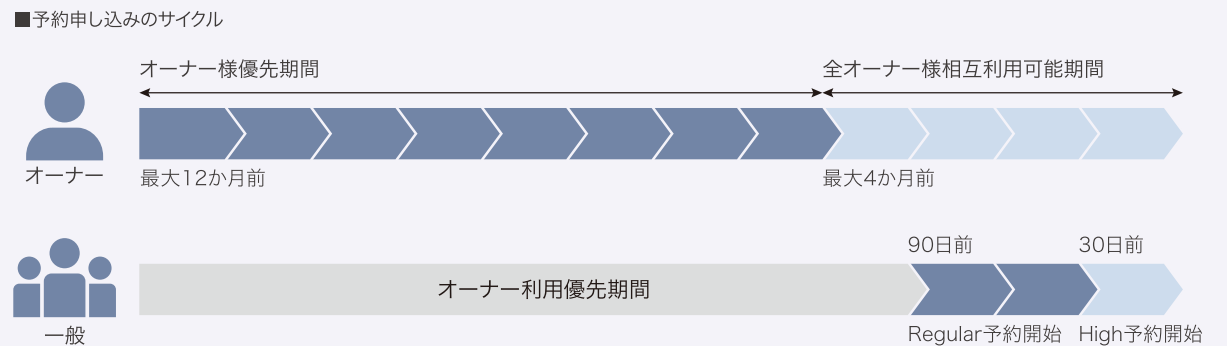 ■予約申し込みのサイクル
オーナー様優先期間
全オーナー様相互利用可能期間
オーナー
最大12か月前
最大4か月前
90日前
30日前
オーナー利用優先期間
一般
Regular予約開始
High予約開始